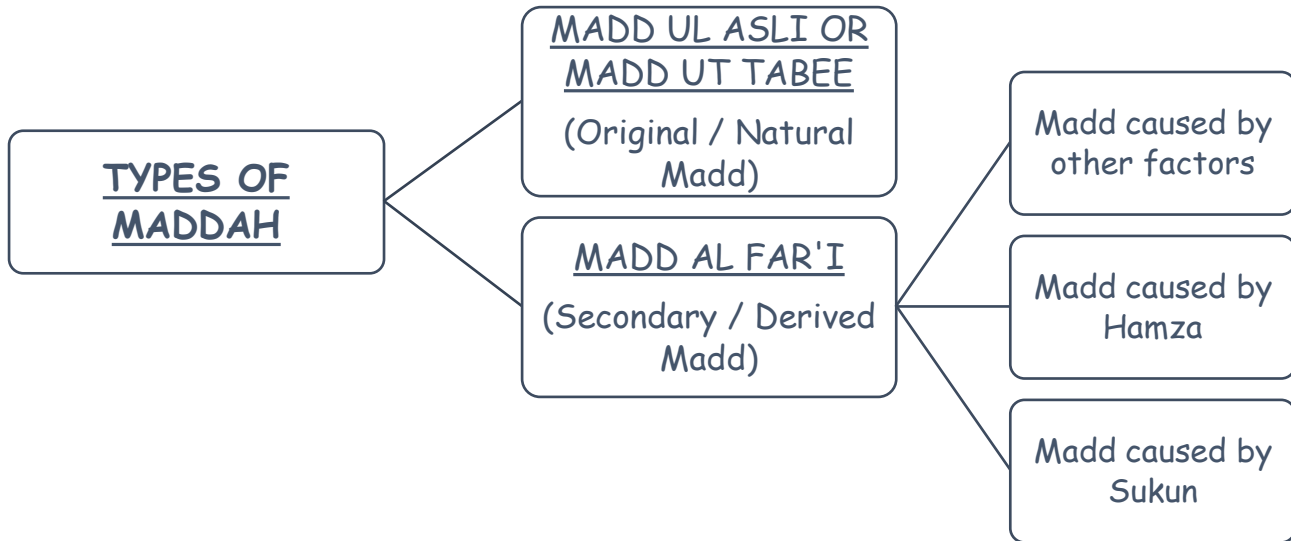 TYPES OF
MADDAH
MADD UL ASLI OR
MADD UT TABEE
(Original / Natural
Madd)
MADD AL FAR'I
(Secondary / Derived
Madd)
Madd caused by
other factors
Madd caused by
Hamza
Madd caused by
Sukun